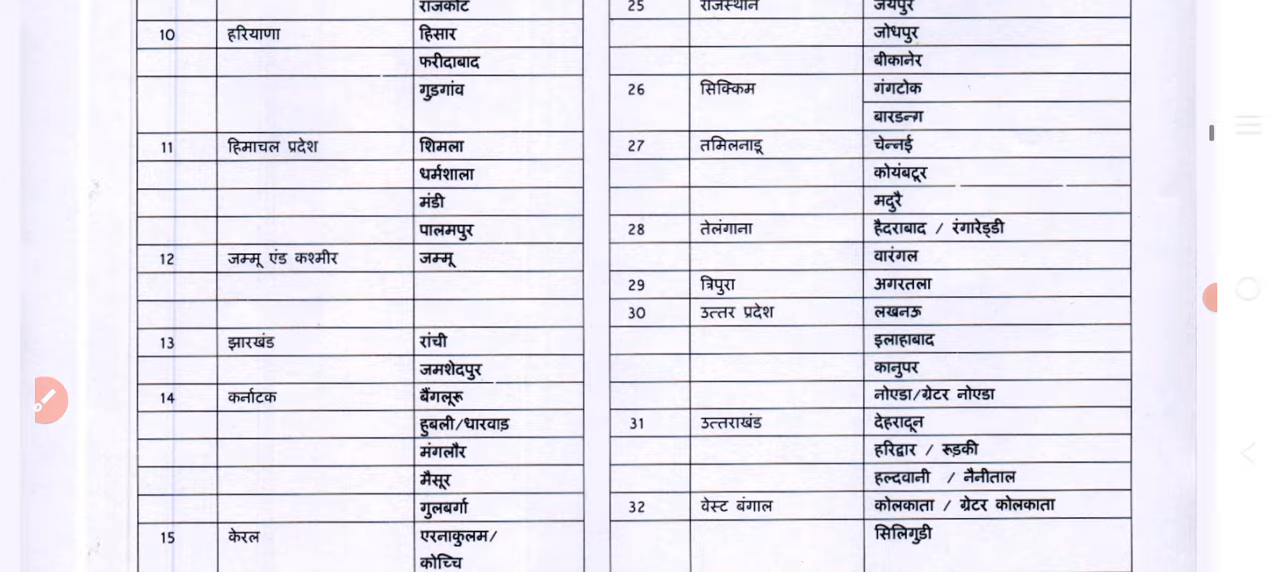 राजकोट
10 हरियाणा हिसार
फरीदाबाद
गुडगांव
11 हिमाचल प्रदेश शिमला
धर्मशाला
मंडी
पालमपुर
12 जम्मू एंड कश्मीर जम्मू
13 झारखंड रांची
जमशेदपुर
14 कर्नाटक बैंगलूरू
हुबली/धारवाड़
मंगलौर
मैसूर
गुलबर्गा
15 केरल एरनाकुलम/
कोच्चि
25 राजस्थान जयपुर
जोधपुर
बीकानेर
26 सिक्किम गंगटोक
बारडन्ग
27 तमिलनाडू चेन्नई
कोयंबटूर
मदुरै
28 तेलंगाना हैदराबाद / रंगारेड्डी
वारंगल
29 त्रिपुरा अगरतला
30 उत्तर प्रदेश लखनऊ
इलाहाबाद
कानुपर
नोएडा/ग्रेटर नोएडा
31 उत्तराखंड देहरादून
हरिद्वार / रूड़की
हल्दवानी / नैनीताल
32 वेस्ट बंगाल कोलकाता / ग्रेटर कोलकाता
सिलिगुडी